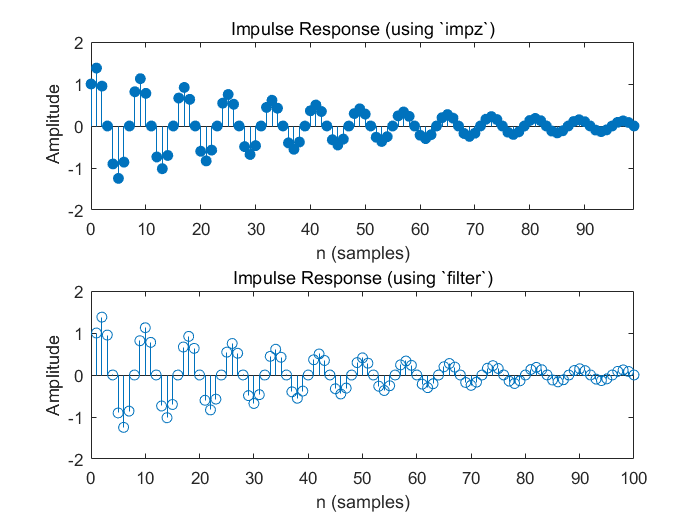 Impulse Response (using `impz`)
2
1
0
-1
-2
Amplitude
0 10 20 30 40 50 60 70 80 90
n (samples)
Impulse Response (using `filter`)
2
1
0
-1
-2
Amplitude
0 10 20 30 40 50 60 70 80 90 100
n (samples)